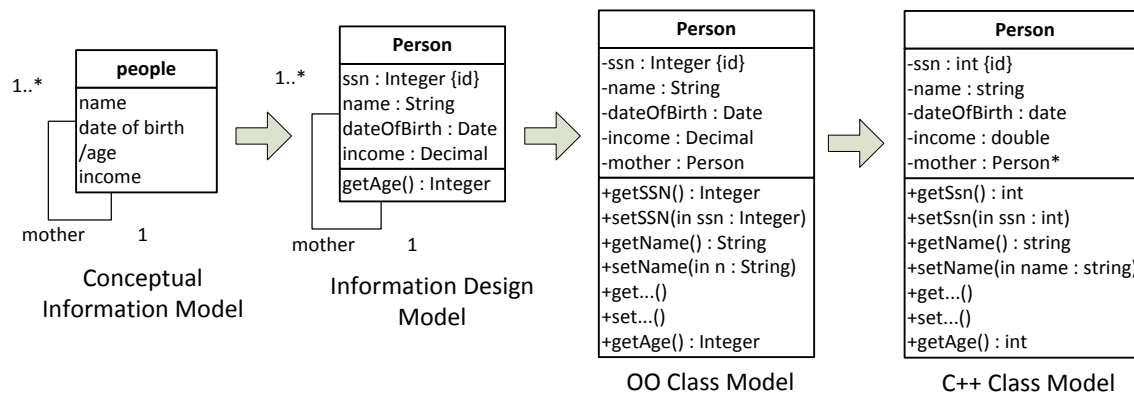 people
1..*
name
date of birth
/age
income
mother
1
Conceptual
Information Model
Person
1..*
ssn : Integer {id}
name : String
dateOfBirth : Date
income : Decimal
getAge() : Integer
mother
1
Information Design
Model
Person
-ssn : Integer {id}
-name : String
-dateOfBirth : Date
-income : Decimal
-mother : Person
+getSSN() : Integer
+setSSN(in ssn : Integer)
+getName() : String
+setName(in n : String)
+get...()
+set...()
+getAge() : Integer
OO Class Model
Person
-ssn : int {id}
-name : string
-dateOfBirth : date
-income : double
-mother : Person*
+getSsn() : int
+setSsn(in ssn : int)
+getName() : string
+setName(in name : string)
+get...()
+set...()
+getAge() : int
C++ Class Model